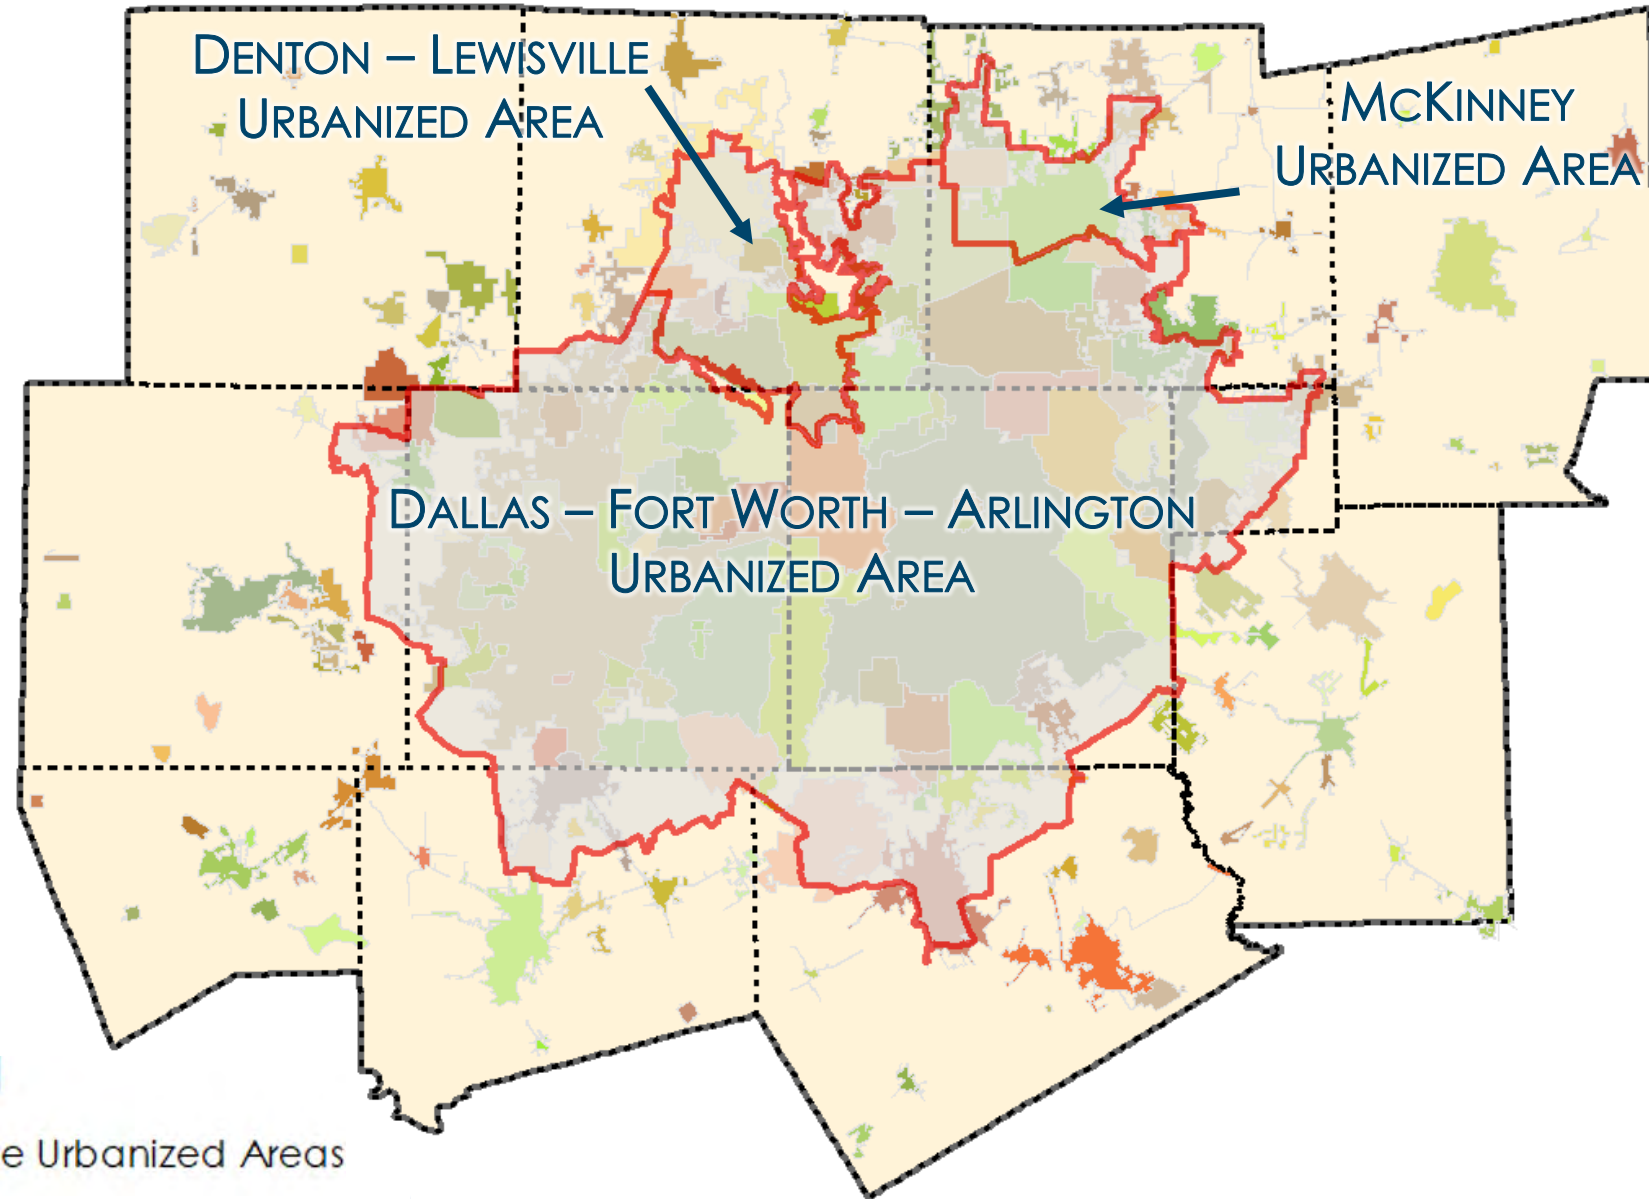 DENTON – LEWISVILLE
URBANIZED AREA
MCKINNEY
URBANIZED AREA
DALLAS – FORT WORTH – ARLINGTON
URBANIZED AREA
e Urbanized Areas